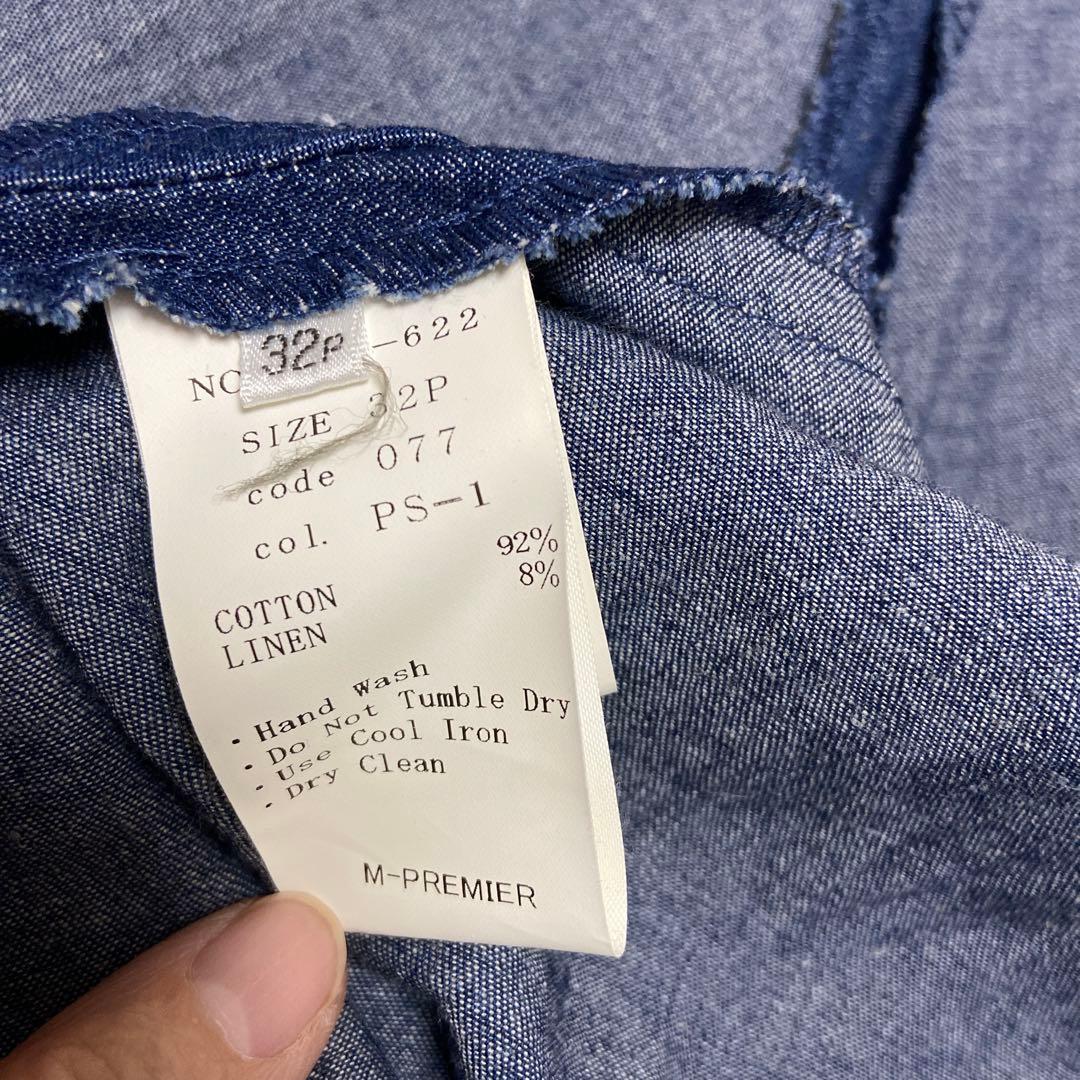 32P
NO -622
SIZE 32P
code 077
col. PS-1
COTTON 92%
LINEN 8%
· Hand Wash
· Do Not Tumble Dry
· Use Cool Iron
· Dry Clean
M-PREMIER